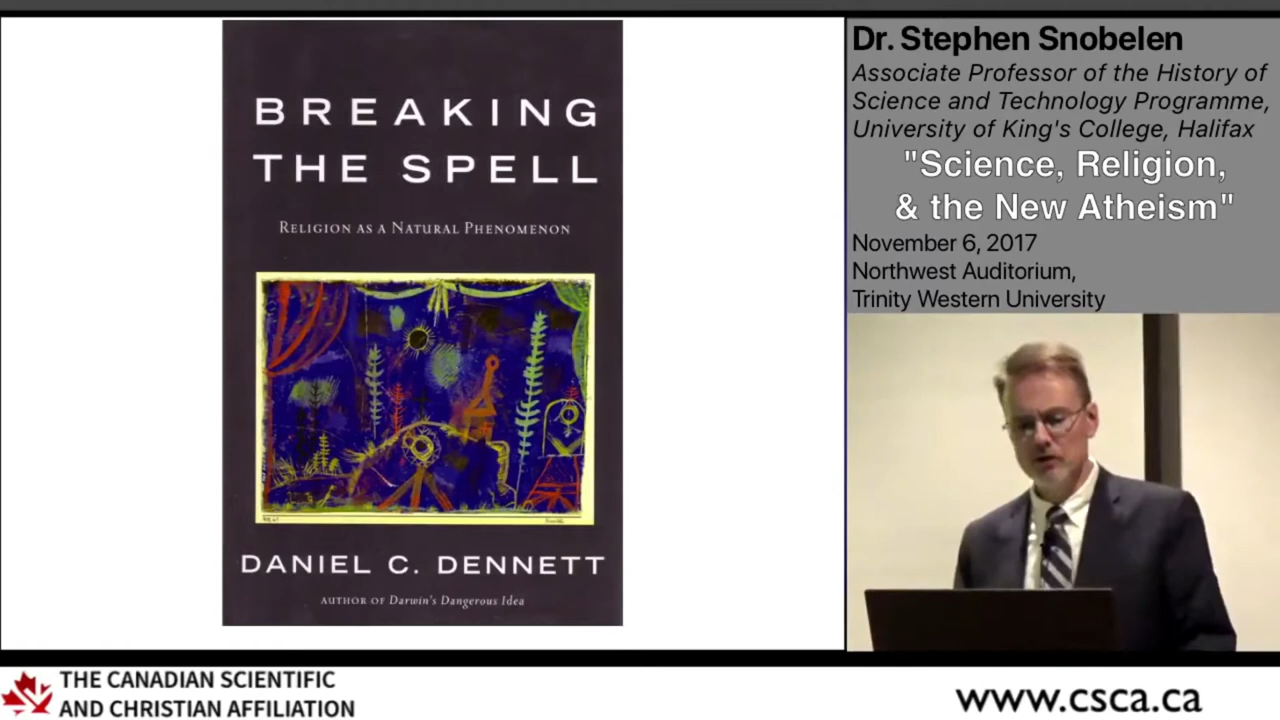 BREAKING
THE SPELL
RELIGION AS A NATURAL PHENOMENON
DANIEL C. DENNETT
AUTHOR OF Darwin's Dangerous Idea
Dr. Stephen Snobelen
Associate Professor of the History of
Science and Technology Programme,
University of King's College, Halifax
"Science, Religion,
& the New Atheism"
November 6, 2017
Northwest Auditorium,
Trinity Western University
THE CANADIAN SCIENTIFIC
AND CHRISTIAN AFFILIATION
www.csca.ca